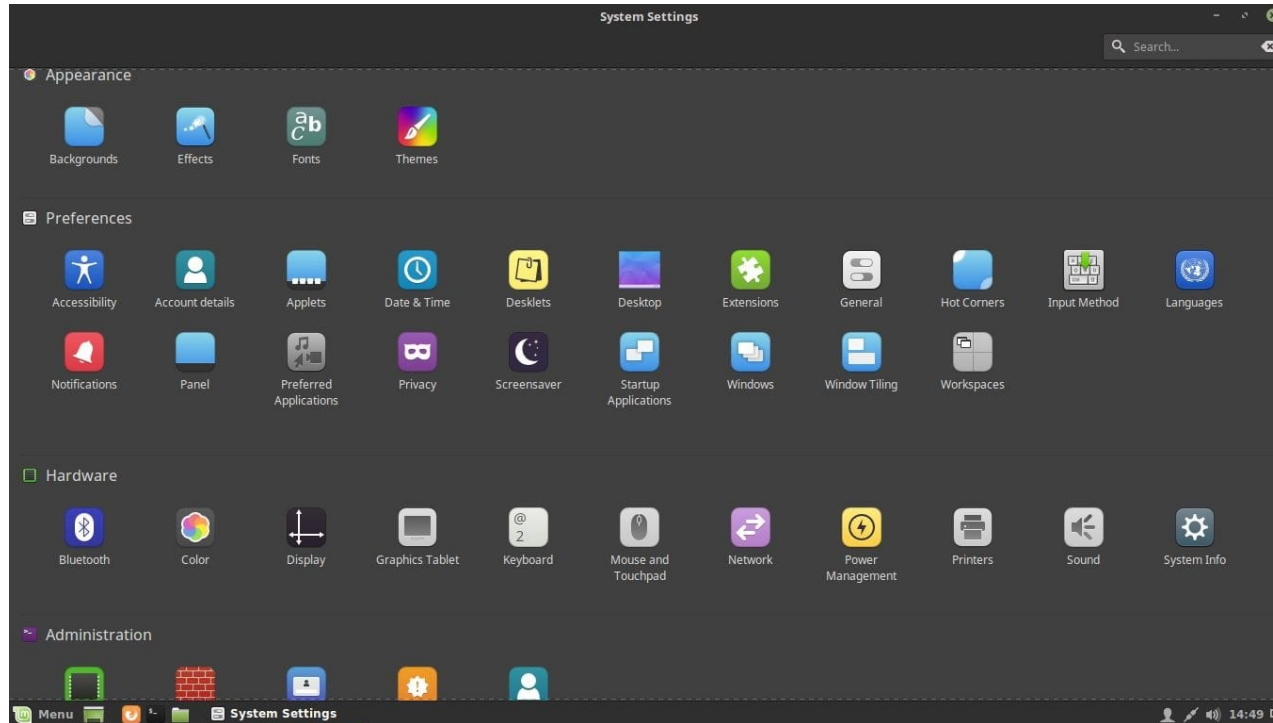 System Settings
Search...
Appearance
Backgrounds Effects Fonts Themes
Preferences
Accessibility Account details Applets Date & Time Desklets Desktop Extensions General Hot Corners Input Method Languages
Notifications Panel Preferred Applications Privacy Screensaver Startup Applications Windows Window Tiling Workspaces
Hardware
Bluetooth Color Display Graphics Tablet Keyboard Mouse and Touchpad Network Power Management Printers Sound System Info
Administration
Menu System Settings 14:49